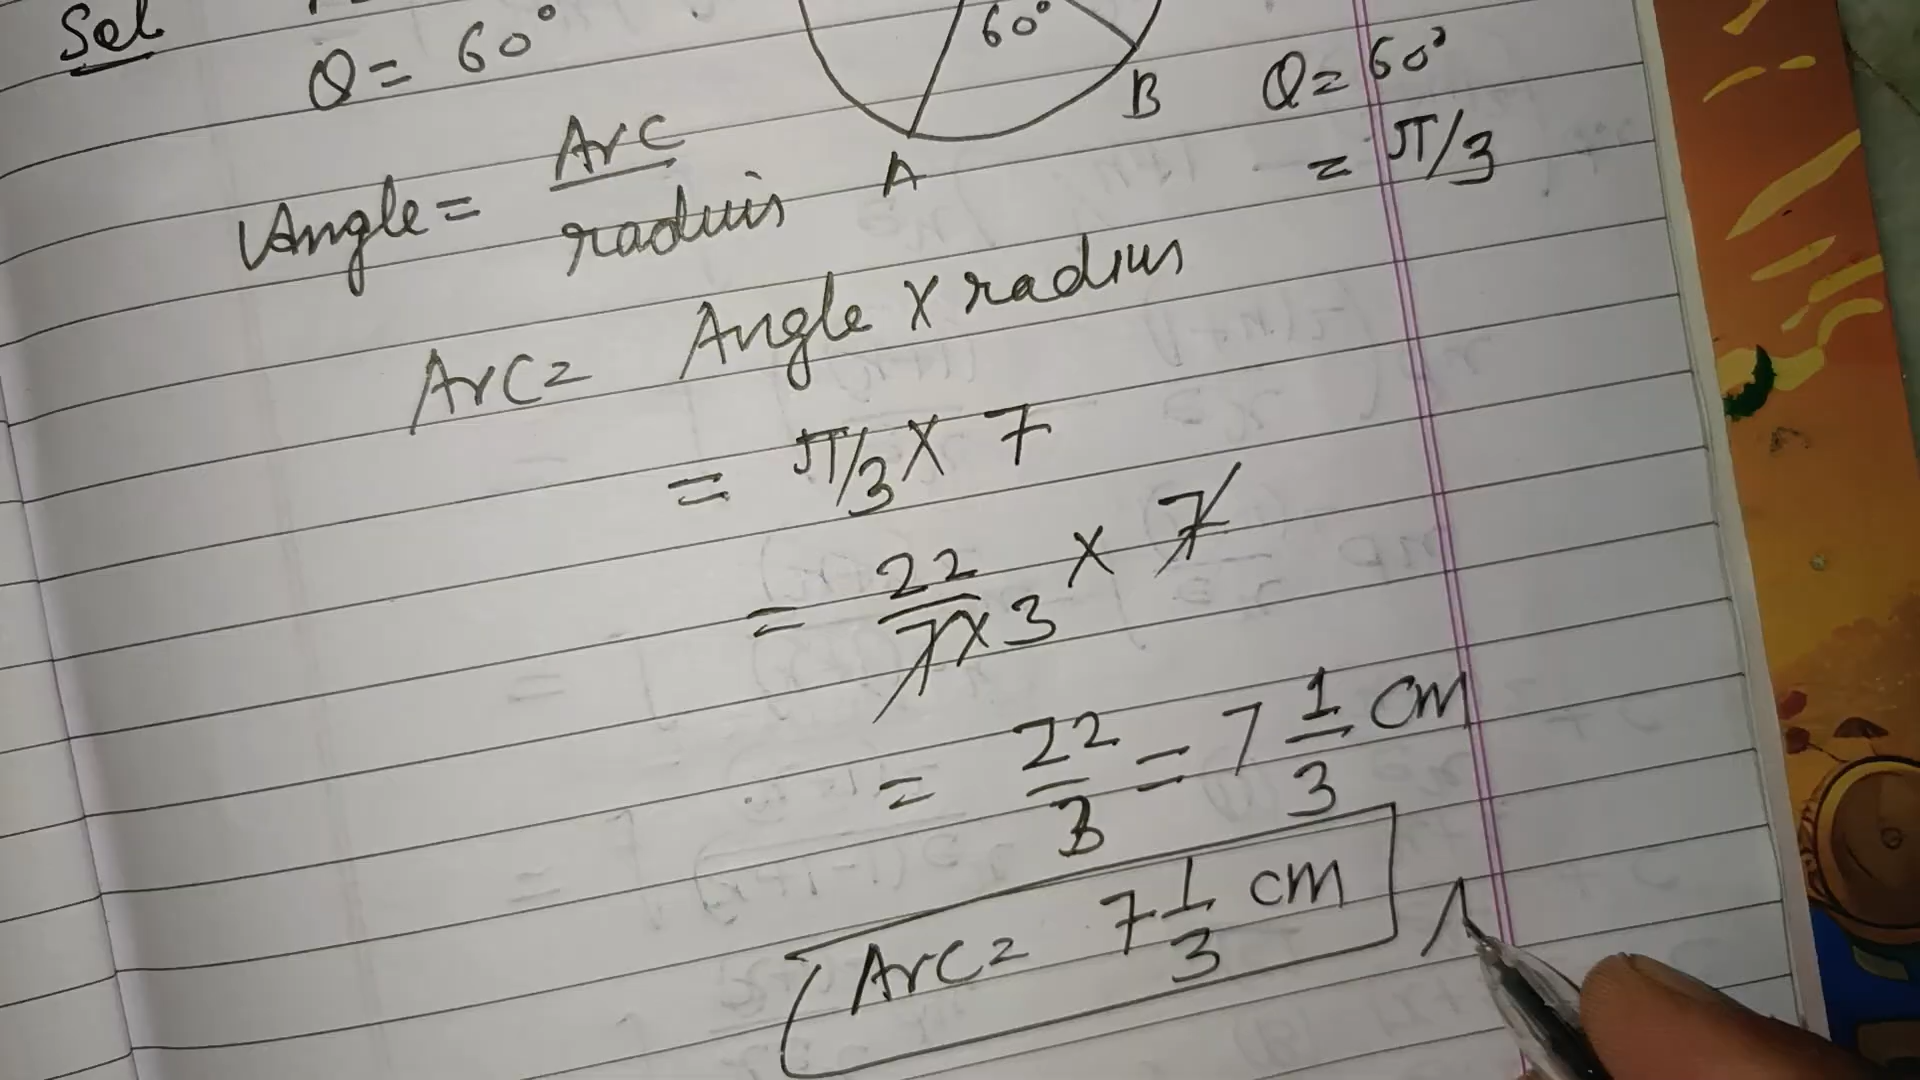 Sol
θ = 60°
60°
B
A
θ = 60°
= π/3
Angle = Arc/radius
Arc = Angle × radius
= π/3 × 7
= 22/7×3 × 7
= 22/3 = 7 1/3 cm
Arc = 7 1/3 cm